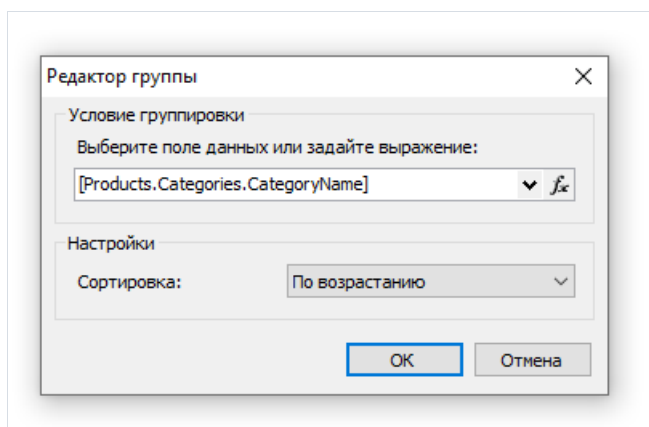 Редактор группы
Условие группировки
Выберите поле данных или задайте выражение:
[Products.Categories.CategoryName]
fx
Настройки
Сортировка: По возрастанию
OK Отмена